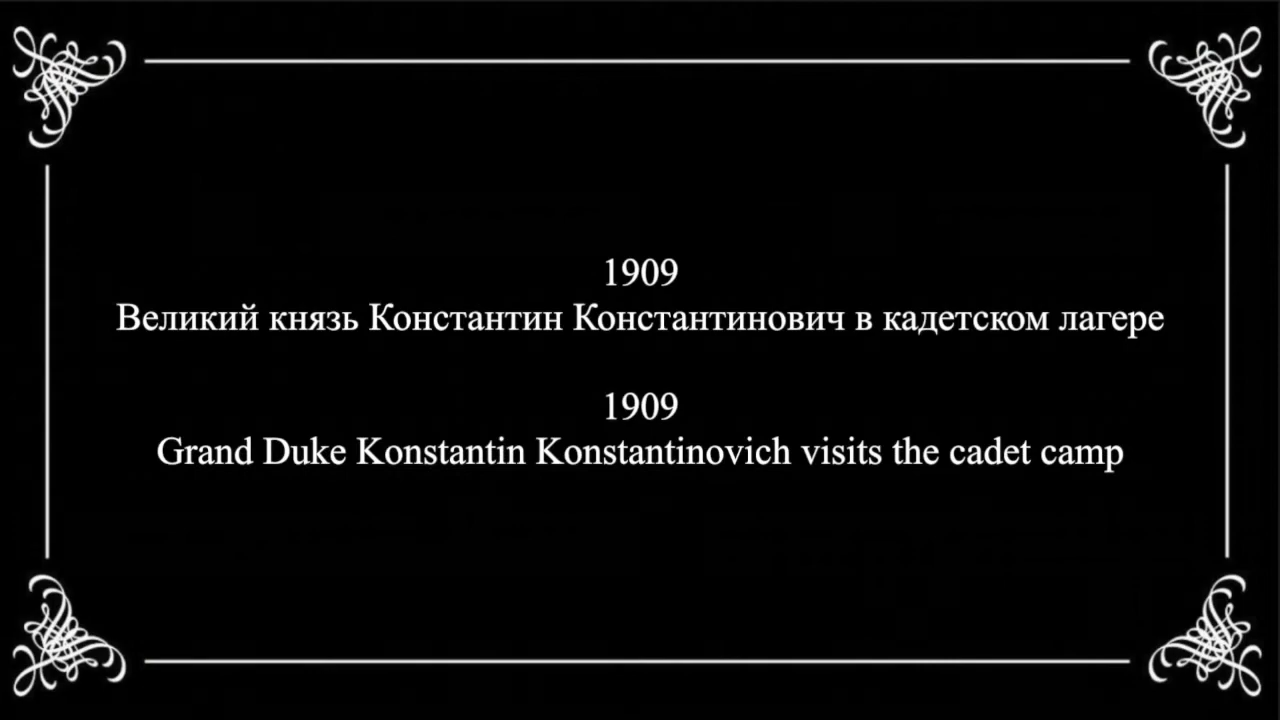 1909
Великий князь Константин Константинович в кадетском лагере
1909
Grand Duke Konstantin Konstantinovich visits the cadet camp